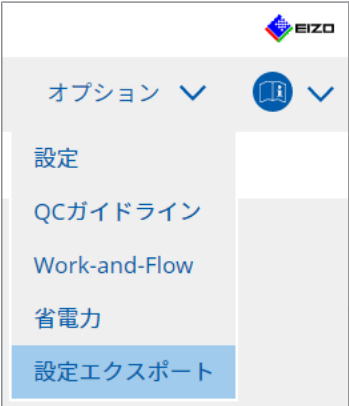 EIZO
オプション
設定
QCガイドライン
Work-and-Flow
省電力
設定エクスポート